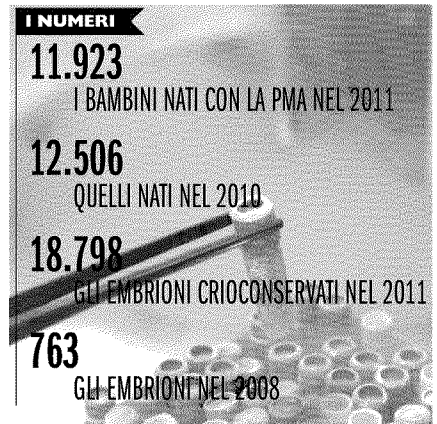 I NUMERI
11.923
I BAMBINI NATI CON LA PMA NEL 2011
12.506
QUELLI NATI NEL 2010
18.798
GLI EMBRIONI CRIOCONSERVATI NEL 2011
763
GLI EMBRIONI NEL 2008